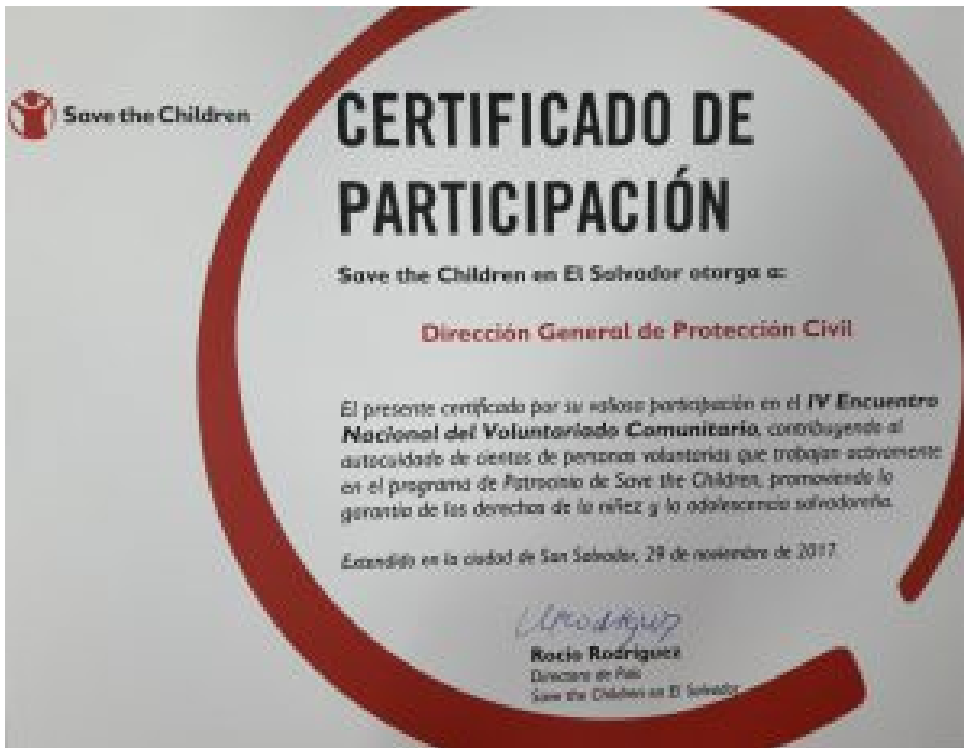 Save the Children
CERTIFICADO DE
PARTICIPACIÓN
Save the Children en El Salvador otorga a:
Dirección General de Protección Civil
El presente certificado por su valiosa participación en el IV Encuentro
Nacional del Voluntariado Comunitario, contribuyendo al
autocuidado de cientos de personas voluntarias que trabajan activamente
en el programa de Patrocinio de Save the Children, promoviendo la
garantía de los derechos de la niñez y la adolescencia salvadoreña.
Extendido en la ciudad de San Salvador, 29 de noviembre de 2017.
Rocío Rodríguez
Directora de País
Save the Children en El Salvador